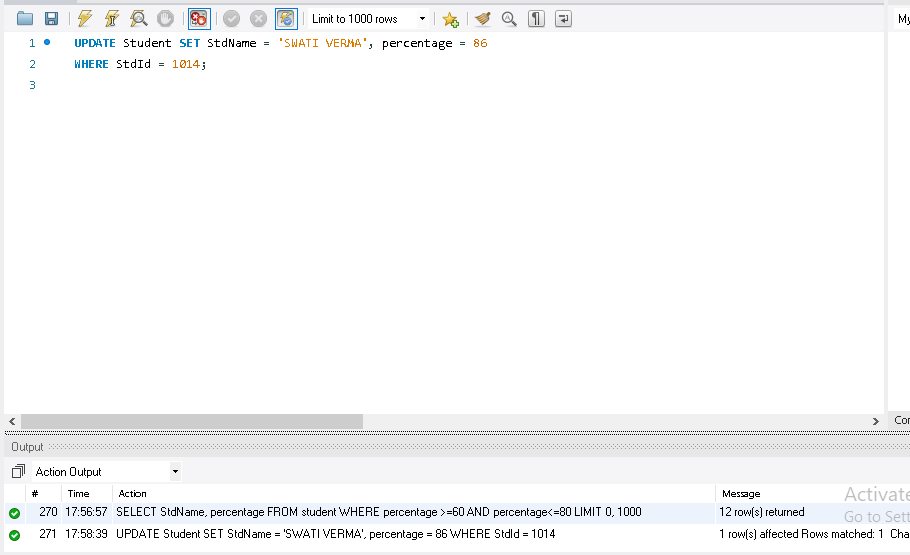 Limit to 1000 rows
My
1 UPDATE Student SET StdName = 'SWATI VERMA', percentage = 86
2 WHERE StdId = 1014;
3
Output
Action Output
# Time Action Message
270 17:56:57 SELECT StdName, percentage FROM student WHERE percentage >=60 AND percentage<=80 LIMIT 0, 1000 12 row(s) returned
271 17:58:39 UPDATE Student SET StdName = 'SWATI VERMA', percentage = 86 WHERE StdId = 1014 1 row(s) affected Rows matched: 1 Cha
Activate
Go to Sett